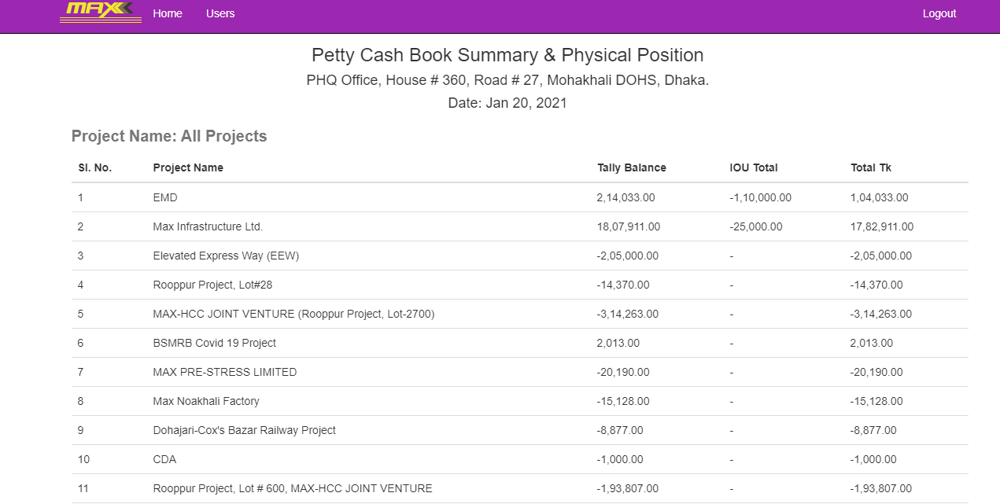 MAX Home Users Logout
Petty Cash Book Summary & Physical Position
PHQ Office, House # 360, Road # 27, Mohakhali DOHS, Dhaka.
Date: Jan 20, 2021
Project Name: All Projects
Sl. No. Project Name Tally Balance IOU Total Total Tk
1 EMD 2,14,033.00 -1,10,000.00 1,04,033.00
2 Max Infrastructure Ltd. 18,07,911.00 -25,000.00 17,82,911.00
3 Elevated Express Way (EEW) -2,05,000.00 - -2,05,000.00
4 Rooppur Project, Lot#28 -14,370.00 - -14,370.00
5 MAX-HCC JOINT VENTURE (Rooppur Project, Lot-2700) -3,14,263.00 - -3,14,263.00
6 BSMRB Covid 19 Project 2,013.00 - 2,013.00
7 MAX PRE-STRESS LIMITED -20,190.00 - -20,190.00
8 Max Noakhali Factory -15,128.00 - -15,128.00
9 Dohajari-Cox's Bazar Railway Project -8,877.00 - -8,877.00
10 CDA -1,000.00 - -1,000.00
11 Rooppur Project, Lot # 600, MAX-HCC JOINT VENTURE -1,93,807.00 - -1,93,807.00